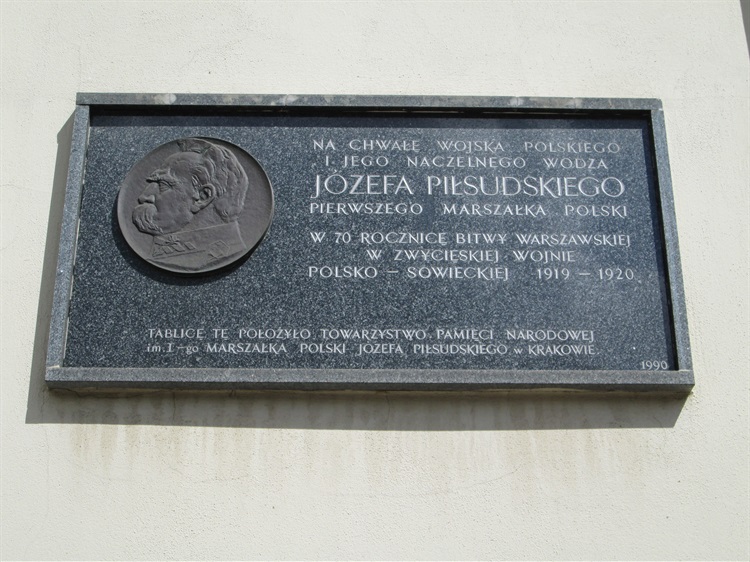 NA CHWAŁĘ WOJSKA POLSKIEGO
I JEGO NACZELNEGO WODZA
JÓZEFA PIŁSUDSKIEGO
PIERWSZEGO MARSZAŁKA POLSKI
W 70 ROCZNICĘ BITWY WARSZAWSKIEJ
W ZWYCIĘSKIEJ WOJNIE
POLSKO – SOWIECKIEJ 1919 – 1920
TABLICĘ TE POŁOŻYŁO TOWARZYSTWO PAMIĘCI NARODOWEJ
im. I-go MARSZAŁKA POLSKI JÓZEFA PIŁSUDSKIEGO w KRAKOWIE.
1990